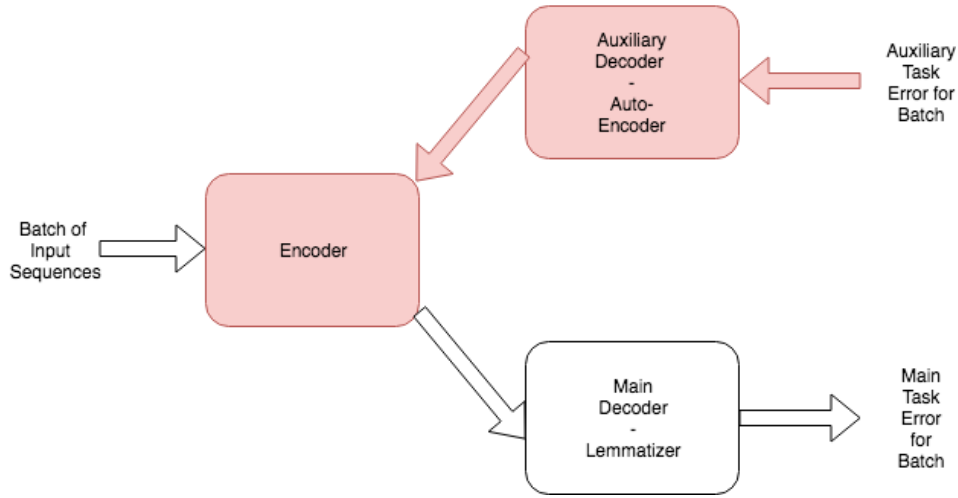 Auxiliary
Decoder
-
Auto-
Encoder
Auxiliary
Task
Error for
Batch
Batch of
Input
Sequences
Encoder
Main
Decoder
-
Lemmatizer
Main
Task
Error
for
Batch